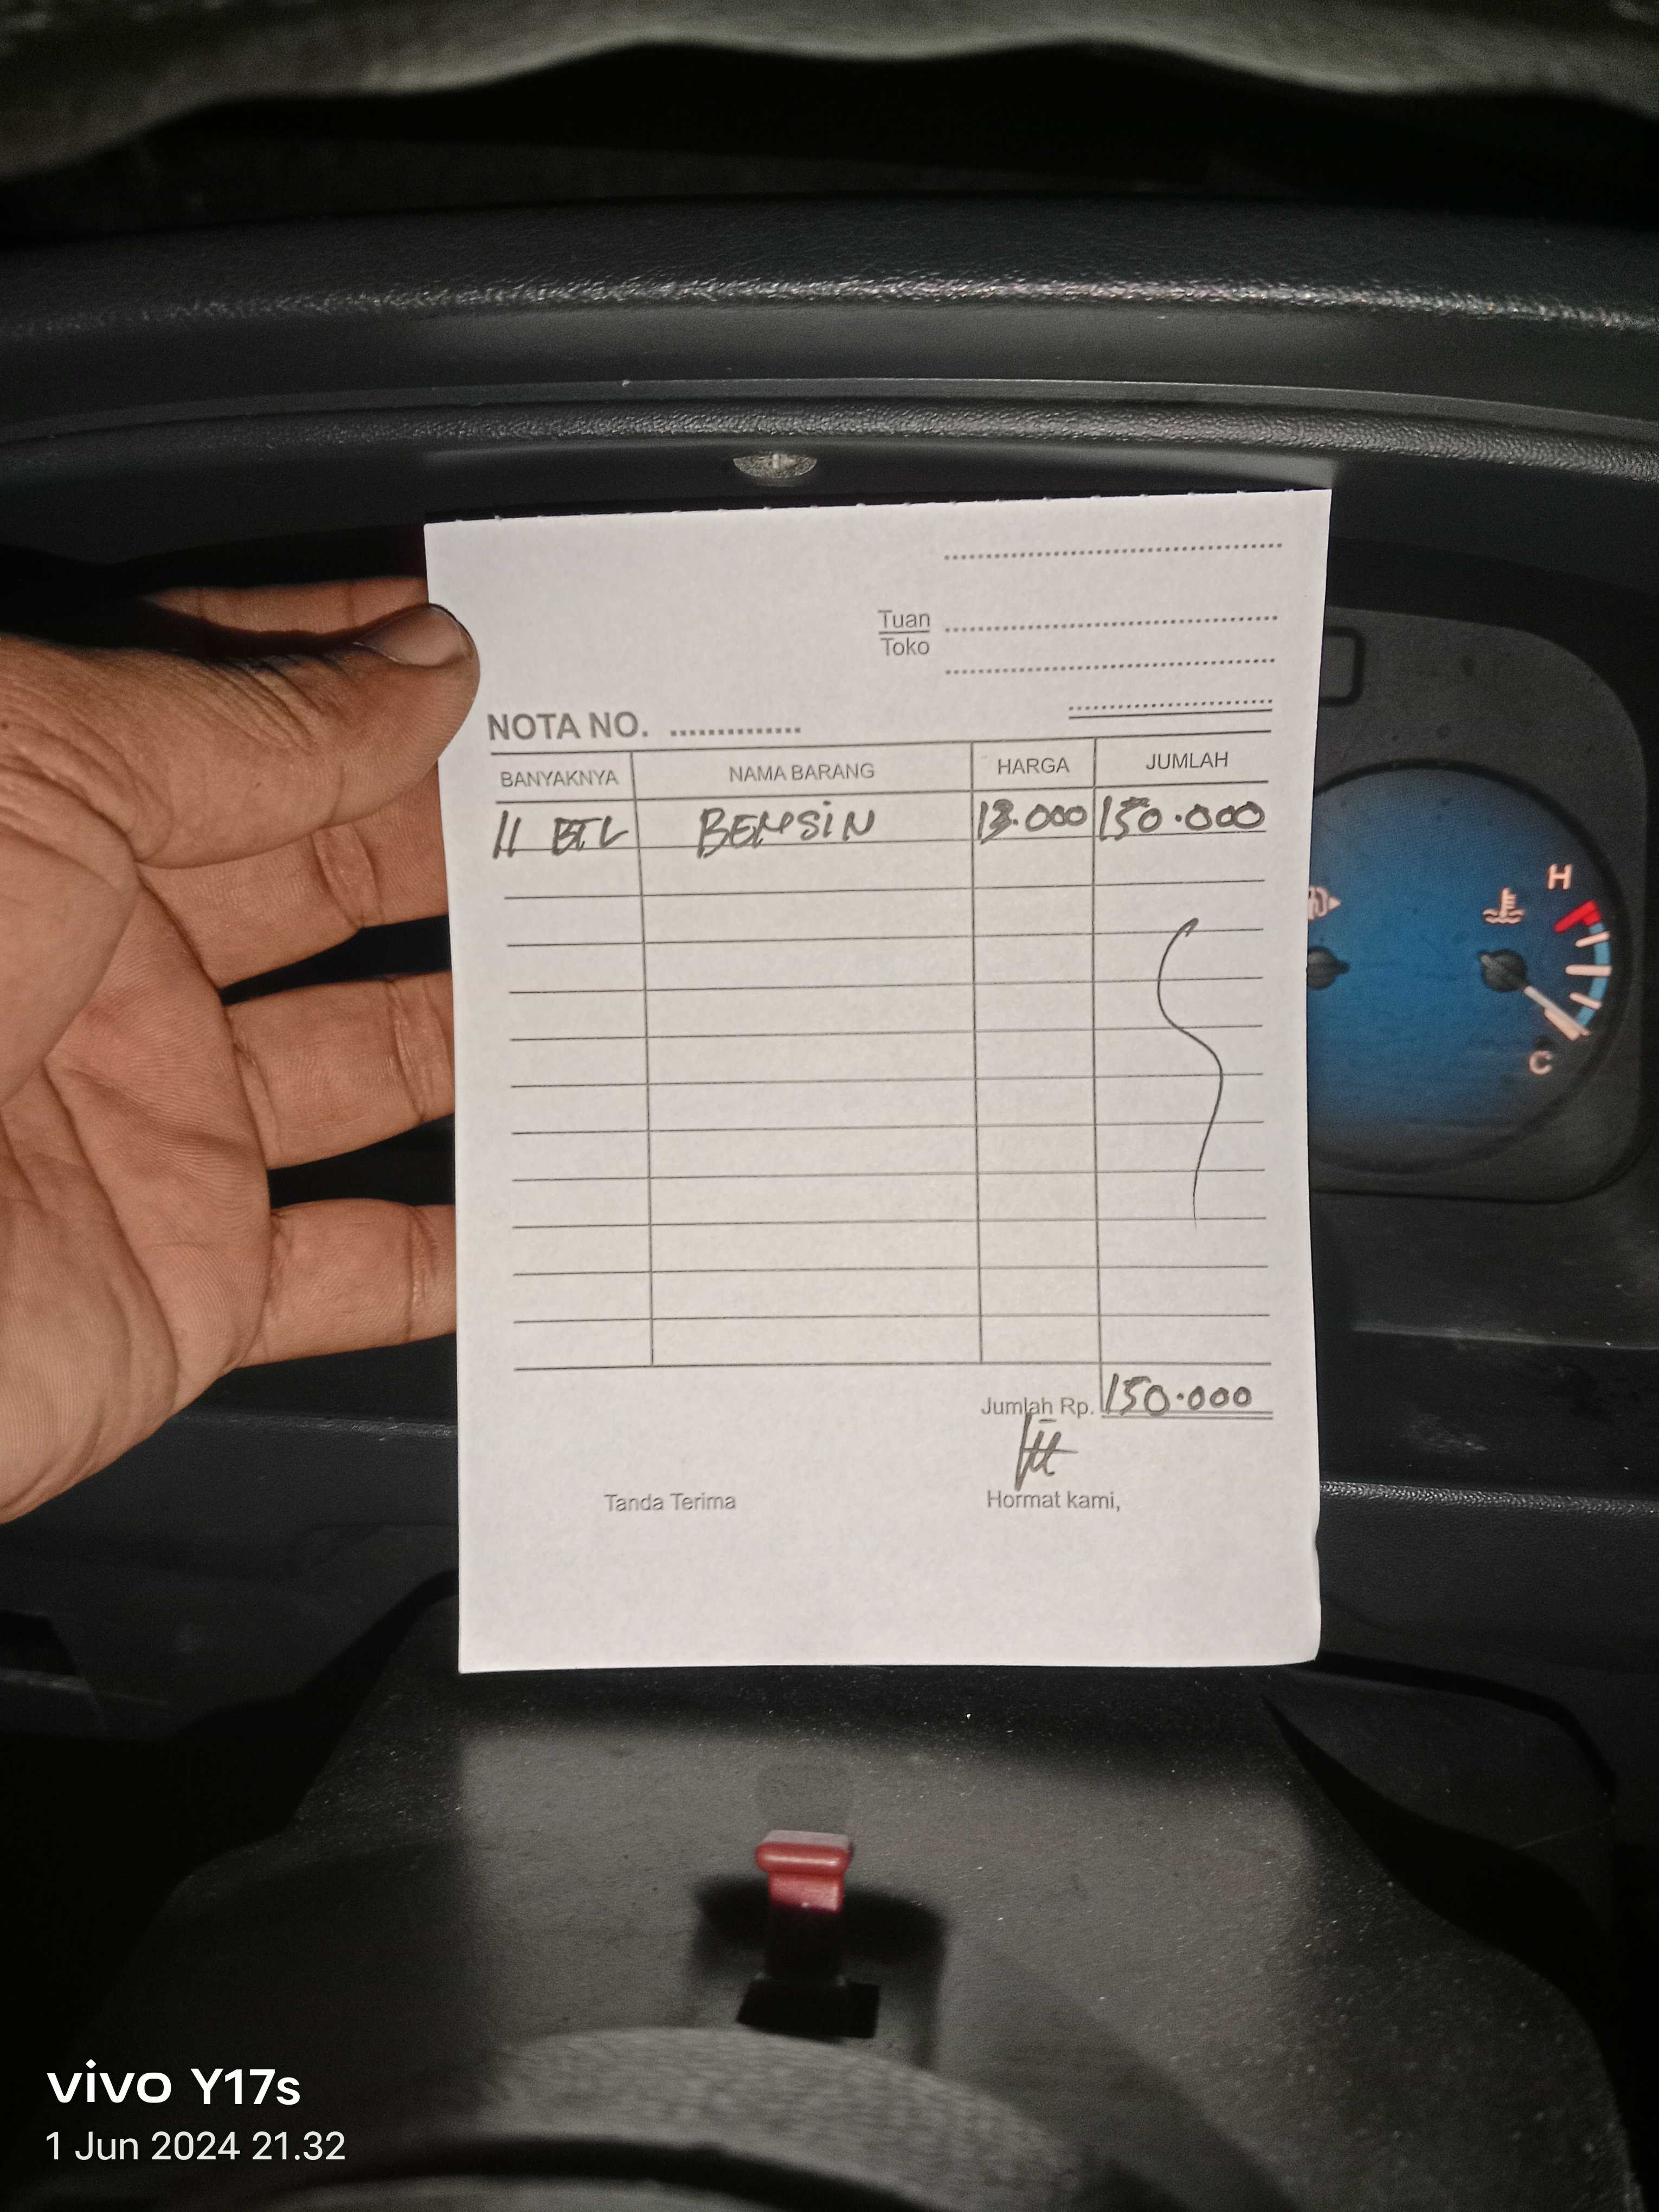 Tuan
Toko
NOTA NO. ..............
BANYAKNYA NAMA BARANG HARGA JUMLAH
11 BTL BEMSiN 13.000 150.000
Jumlah Rp. 150.000
Tanda Terima Hormat kami,
H
C
vivo Y17s
1 Jun 2024 21.32